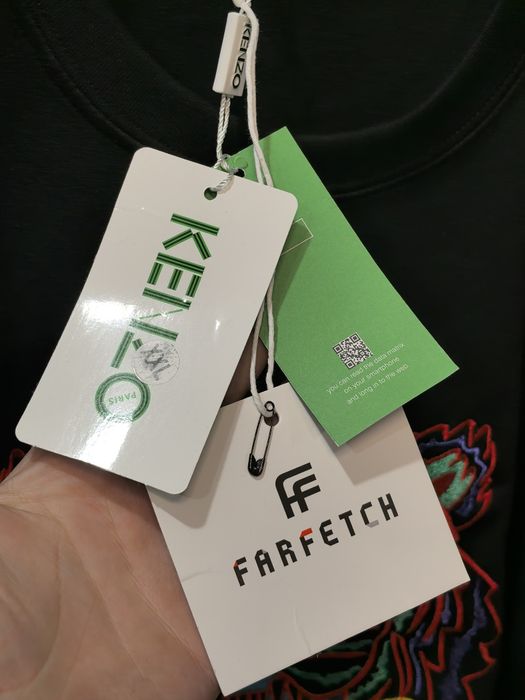 KENZO
KENZO
XXL
PARIS
you can read the data matrix
on your smartphone
and long in to the web
FF
FARFETCH